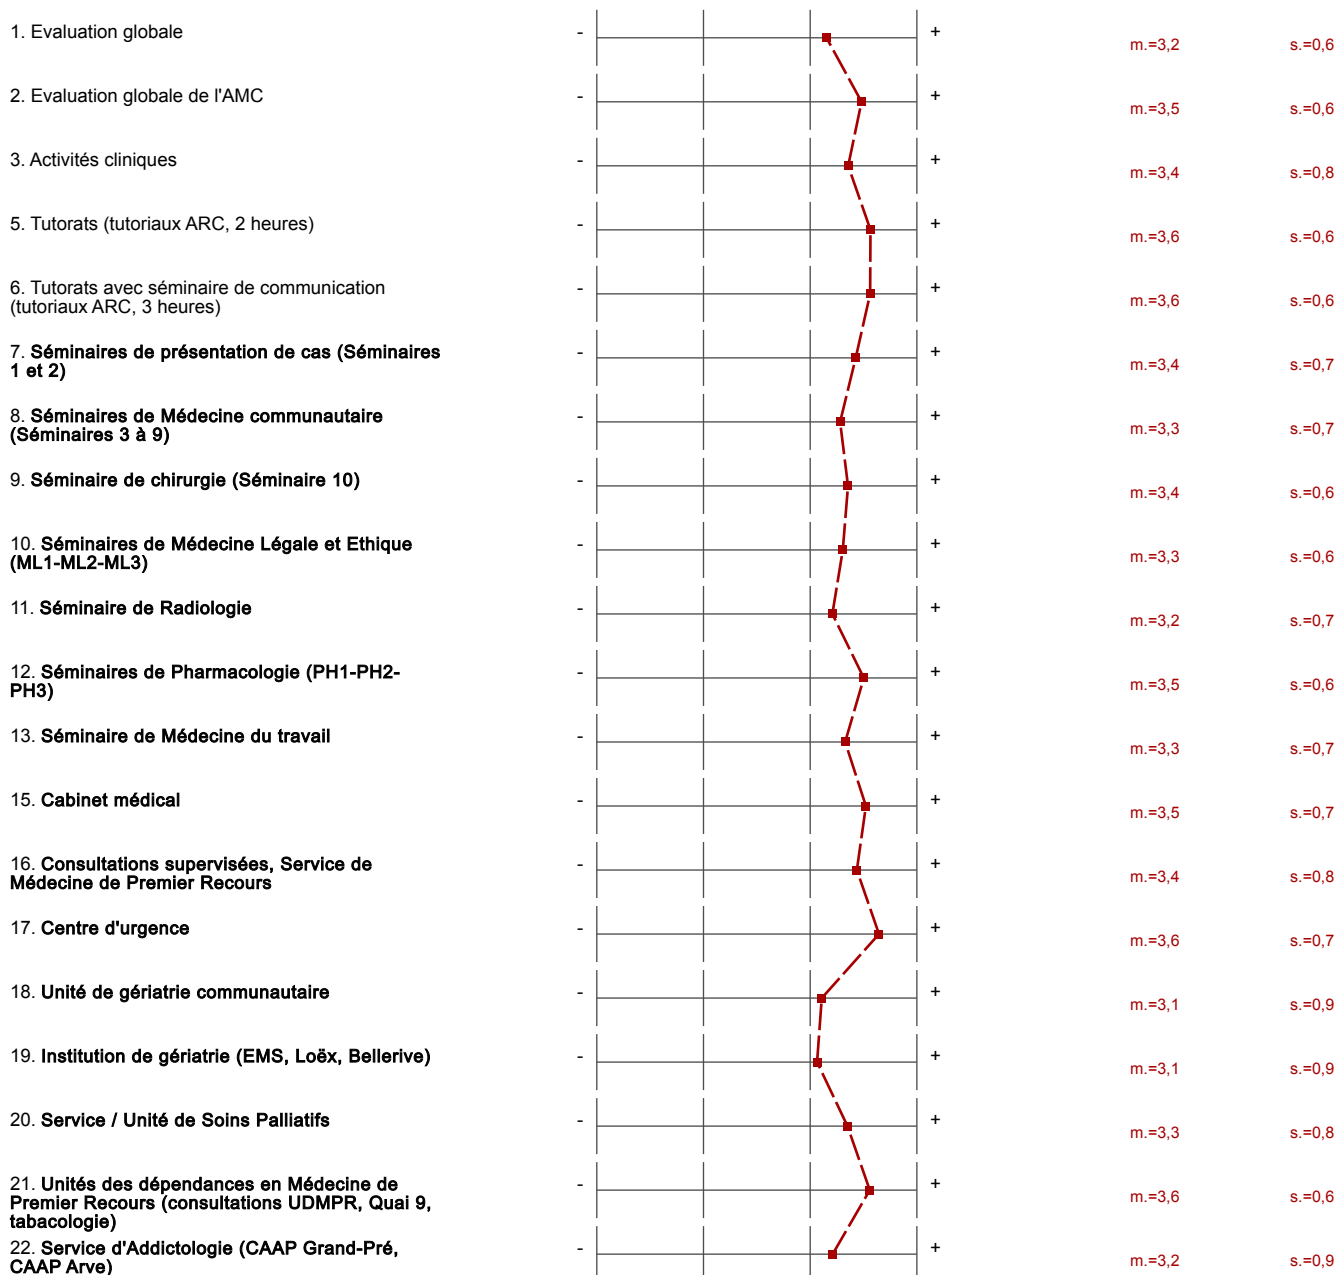 1. Evaluation globale - + m.=3,2 s.=0,6
2. Evaluation globale de l'AMC - + m.=3,5 s.=0,6
3. Activités cliniques - + m.=3,4 s.=0,8
5. Tutorats (tutoriaux ARC, 2 heures) - + m.=3,6 s.=0,6
6. Tutorats avec séminaire de communication - +
(tutoriaux ARC, 3 heures) m.=3,6 s.=0,6
7. Séminaires de présentation de cas (Séminaires - +
1 et 2) m.=3,4 s.=0,7
8. Séminaires de Médecine communautaire - +
(Séminaires 3 à 9) m.=3,3 s.=0,7
9. Séminaire de chirurgie (Séminaire 10) - + m.=3,4 s.=0,6
10. Séminaires de Médecine Légale et Ethique - +
(ML1-ML2-ML3) m.=3,3 s.=0,6
11. Séminaire de Radiologie - + m.=3,2 s.=0,7
12. Séminaires de Pharmacologie (PH1-PH2- - +
PH3) m.=3,5 s.=0,6
13. Séminaire de Médecine du travail - + m.=3,3 s.=0,7
15. Cabinet médical - + m.=3,5 s.=0,7
16. Consultations supervisées, Service de - +
Médecine de Premier Recours m.=3,4 s.=0,8
17. Centre d'urgence - + m.=3,6 s.=0,7
18. Unité de gériatrie communautaire - + m.=3,1 s.=0,9
19. Institution de gériatrie (EMS, Loëx, Bellerive) - + m.=3,1 s.=0,9
20. Service / Unité de Soins Palliatifs - + m.=3,3 s.=0,8
21. Unités des dépendances en Médecine de - +
Premier Recours (consultations UDMPR, Quai 9, m.=3,6 s.=0,6
tabacologie)
22. Service d'Addictologie (CAAP Grand-Pré, - +
CAAP Arve) m.=3,2 s.=0,9